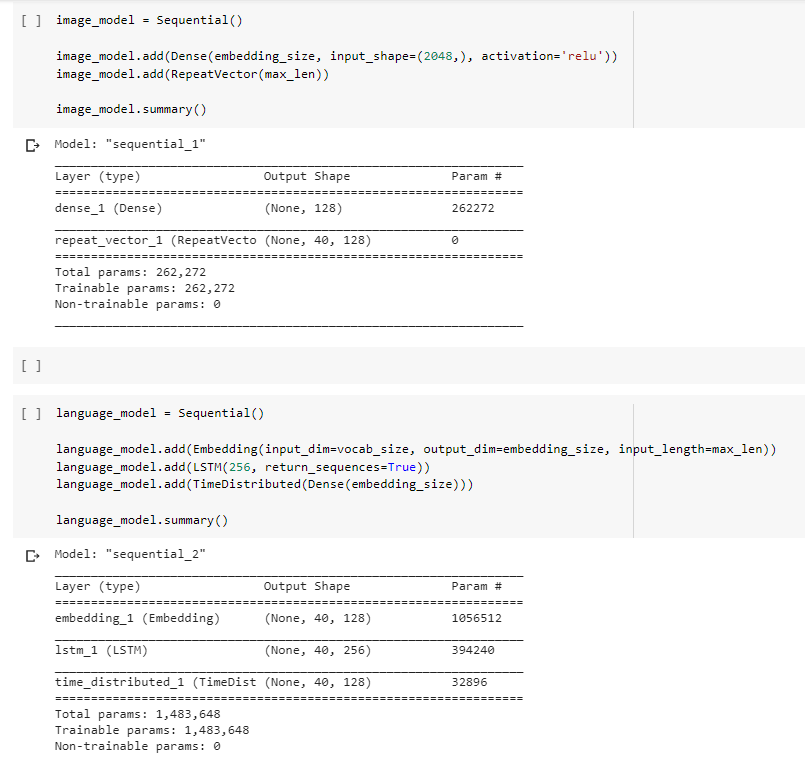 [ ] image_model = Sequential()
image_model.add(Dense(embedding_size, input_shape=(2048,), activation='relu'))
image_model.add(RepeatVector(max_len))
image_model.summary()
Model: "sequential_1"
_________________________________________________________________
Layer (type)                 Output Shape              Param #
=================================================================
dense_1 (Dense)              (None, 128)               262272
_________________________________________________________________
repeat_vector_1 (RepeatVecto (None, 40, 128)           0
=================================================================
Total params: 262,272
Trainable params: 262,272
Non-trainable params: 0
_________________________________________________________________
[ ]
[ ] language_model = Sequential()
language_model.add(Embedding(input_dim=vocab_size, output_dim=embedding_size, input_length=max_len))
language_model.add(LSTM(256, return_sequences=True))
language_model.add(TimeDistributed(Dense(embedding_size)))
language_model.summary()
Model: "sequential_2"
_________________________________________________________________
Layer (type)                 Output Shape              Param #
=================================================================
embedding_1 (Embedding)      (None, 40, 128)           1056512
_________________________________________________________________
lstm_1 (LSTM)                (None, 40, 256)           394240
_________________________________________________________________
time_distributed_1 (TimeDist (None, 40, 128)           32896
=================================================================
Total params: 1,483,648
Trainable params: 1,483,648
Non-trainable params: 0